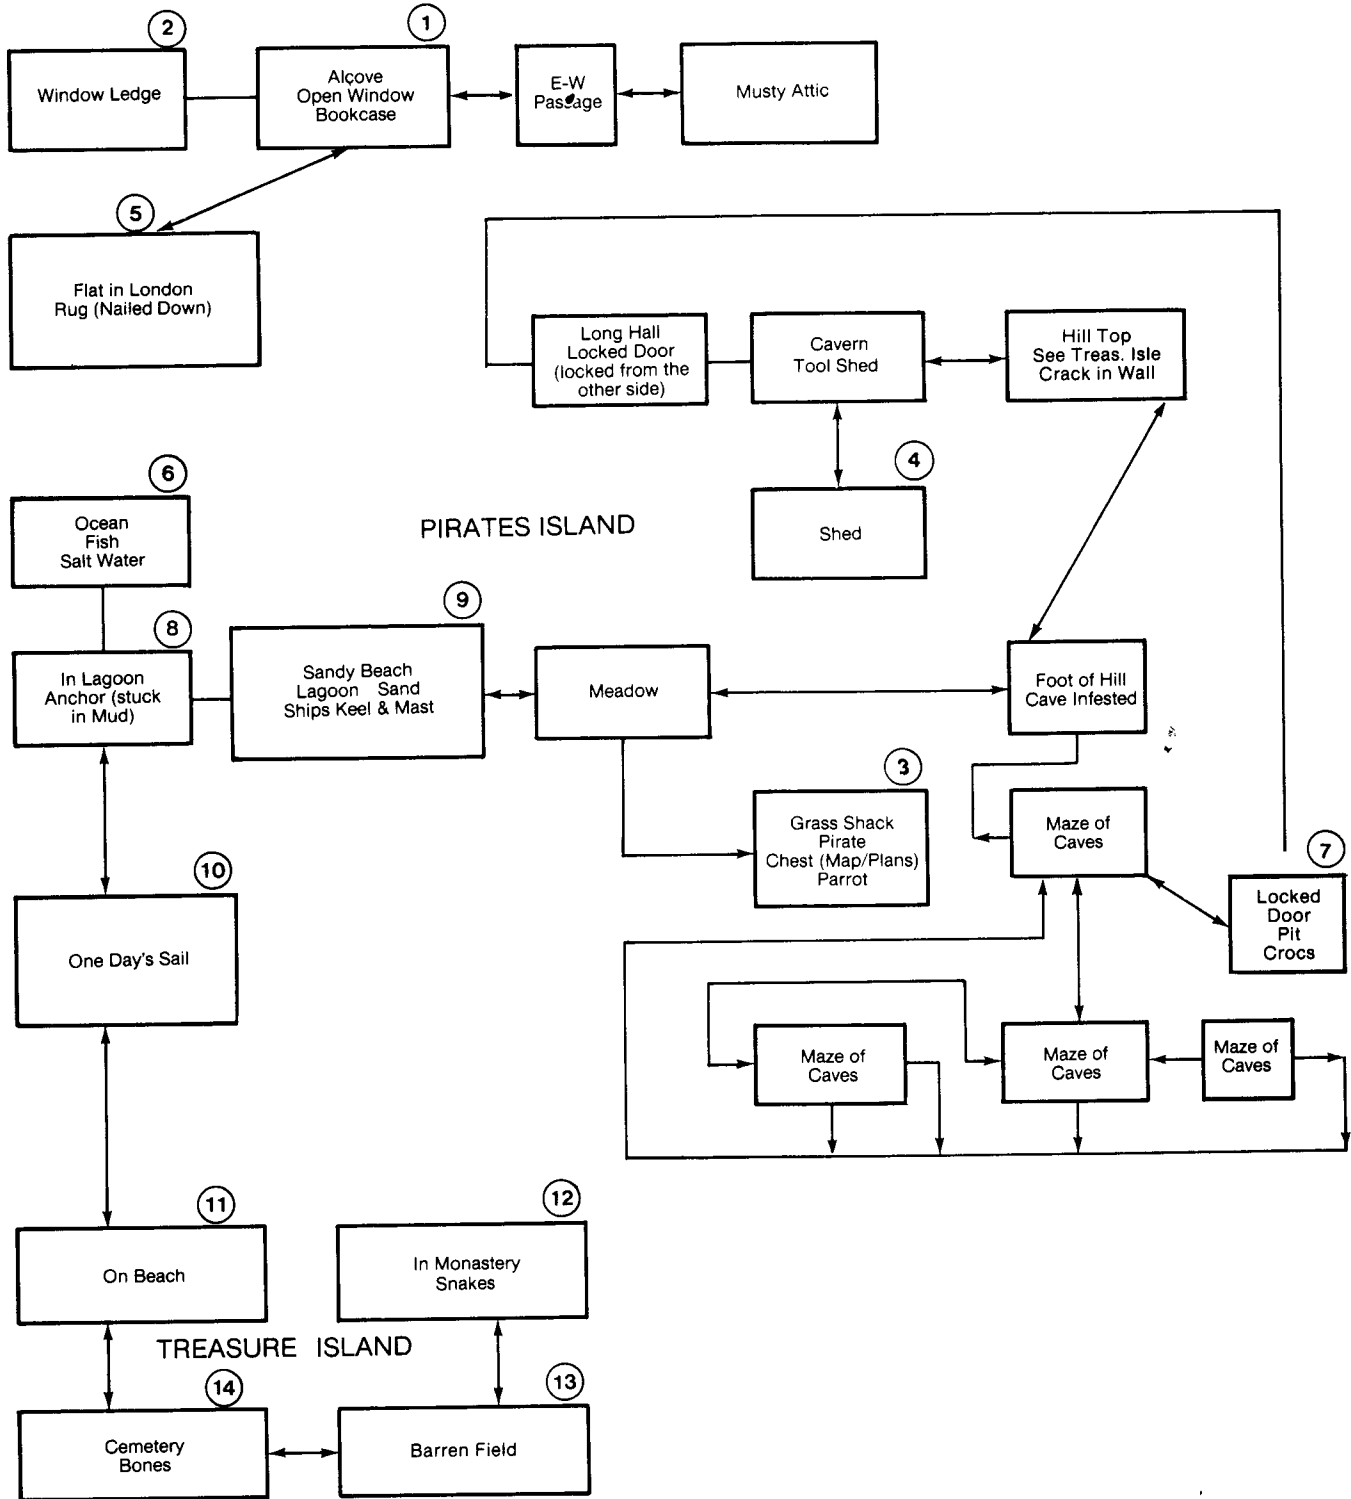 2
Window Ledge
1
Alcove
Open Window
Bookcase
E-W
Passage
Musty Attic
5
Flat in London
Rug (Nailed Down)
Long Hall
Locked Door
(locked from the
other side)
Cavern
Tool Shed
Hill Top
See Treas. Isle
Crack in Wall
4
Shed
6
Ocean
Fish
Salt Water
PIRATES ISLAND
8
In Lagoon
Anchor (stuck
in Mud)
9
Sandy Beach
Lagoon Sand
Ships Keel & Mast
Meadow
Foot of Hill
Cave Infested
3
Grass Shack
Pirate
Chest (Map/Plans)
Parrot
Maze of
Caves
7
Locked
Door
Pit
Crocs
10
One Day's Sail
Maze of
Caves
Maze of
Caves
Maze of
Caves
11
On Beach
12
In Monastery
Snakes
TREASURE ISLAND
14
Cemetery
Bones
13
Barren Field